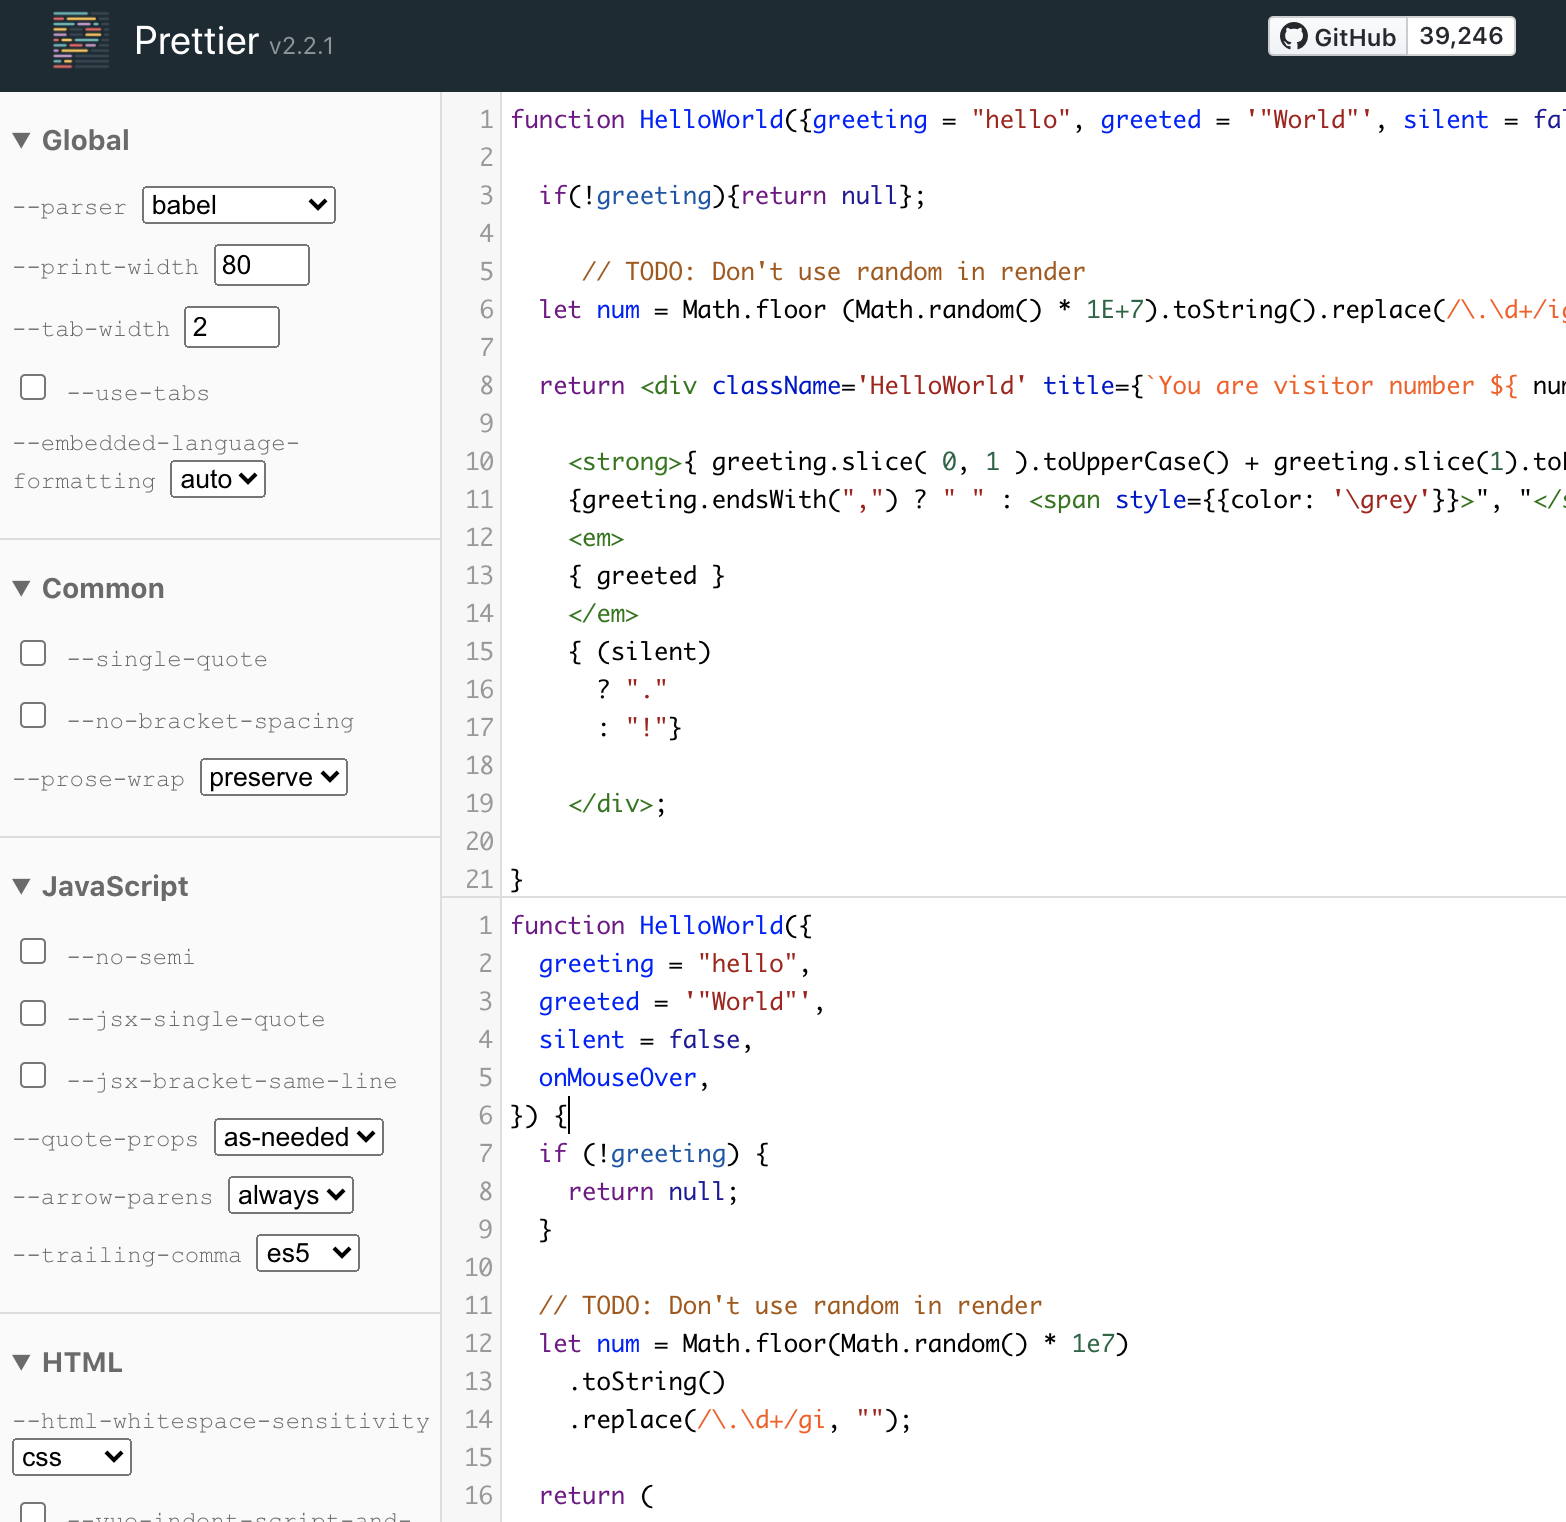 Prettier v2.2.1
GitHub 39,246
▼ Global
--parser babel
--print-width 80
--tab-width 2
--use-tabs
--embedded-language-
formatting auto
▼ Common
--single-quote
--no-bracket-spacing
--prose-wrap preserve
▼ JavaScript
--no-semi
--jsx-single-quote
--jsx-bracket-same-line
--quote-props as-needed
--arrow-parens always
--trailing-comma es5
▼ HTML
--html-whitespace-sensitivity
css
--vue-indent-script-and-
1 function HelloWorld({greeting = "hello", greeted = '"World"', silent = fal
2
3   if(!greeting){return null};
4
5      // TODO: Don't use random in render
6   let num = Math.floor (Math.random() * 1E+7).toString().replace(/\.\d+/ig
7
8   return <div className='HelloWorld' title={`You are visitor number ${ num
9
10     <strong>{ greeting.slice( 0, 1 ).toUpperCase() + greeting.slice(1).tol
11     {greeting.endsWith(",") ? " " : <span style={{color: '\grey'}}>", "</s
12     <em>
13     { greeted }
14     </em>
15     { (silent)
16       ? "."
17       : "!"}
18
19     </div>;
20
21 }
1 function HelloWorld({
2   greeting = "hello",
3   greeted = '"World"',
4   silent = false,
5   onMouseOver,
6 }) {
7   if (!greeting) {
8     return null;
9   }
10
11   // TODO: Don't use random in render
12   let num = Math.floor(Math.random() * 1e7)
13     .toString()
14     .replace(/\.\d+/gi, "");
15
16   return (